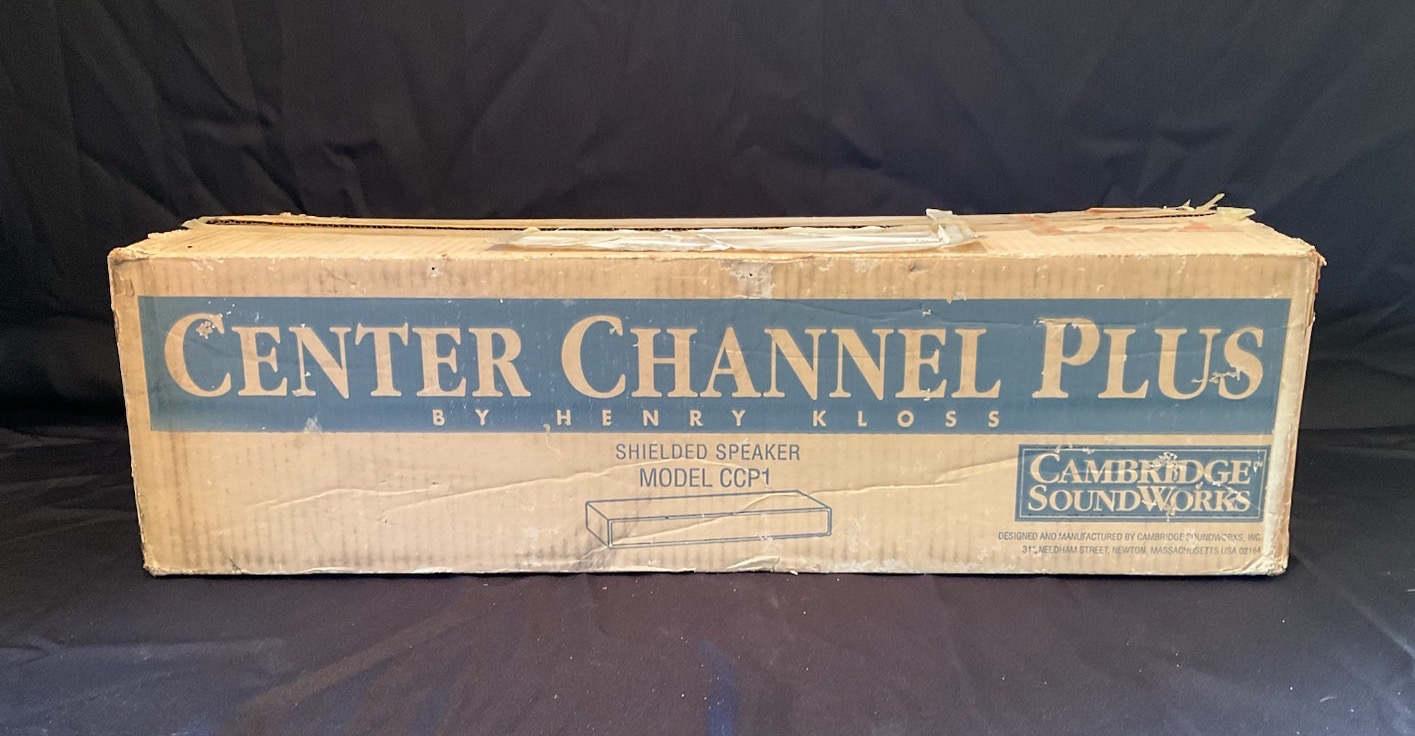 CENTER CHANNEL PLUS
BY HENRY KLOSS
SHIELDED SPEAKER
MODEL CCP1
CAMBRIDGE
SOUNDWORKS
DESIGNED AND MANUFACTURED BY CAMBRIDGE SOUNDWORKS, INC.
NEEDHAM STREET, NEWTON, MASSACHUSETTS USA 02164